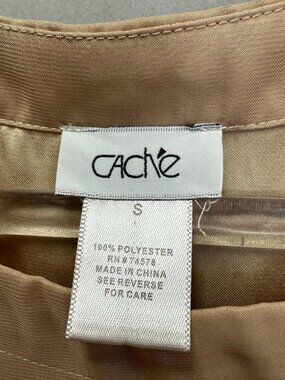 CAChé
S
100% POLYESTER
RN# 74578
MADE IN CHINA
SEE REVERSE
FOR CARE